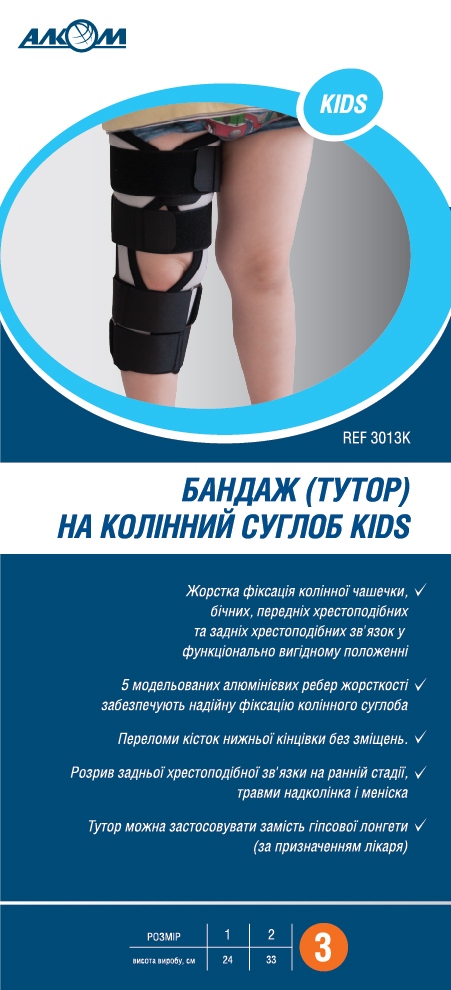 АЛКОМ
KIDS
REF 3013K
БАНДАЖ (ТУТОР)
НА КОЛІННИЙ СУГЛОБ KIDS
Жорстка фіксація колінної чашечки,
бічних, передніх хрестоподібних
та задніх хрестоподібних зв'язок у
функціонально вигідному положенні
5 модельованих алюмінієвих ребер жорсткості
забезпечують надійну фіксацію колінного суглоба
Переломи кісток нижньої кінцівки без зміщень.
Розрив задньої хрестоподібної зв'язки на ранній стадії,
травми надколінка і меніска
Тутор можна застосовувати замість гіпсової лонгети
(за призначенням лікаря)
РОЗМІР 1 2 3
висота виробу, см 24 33